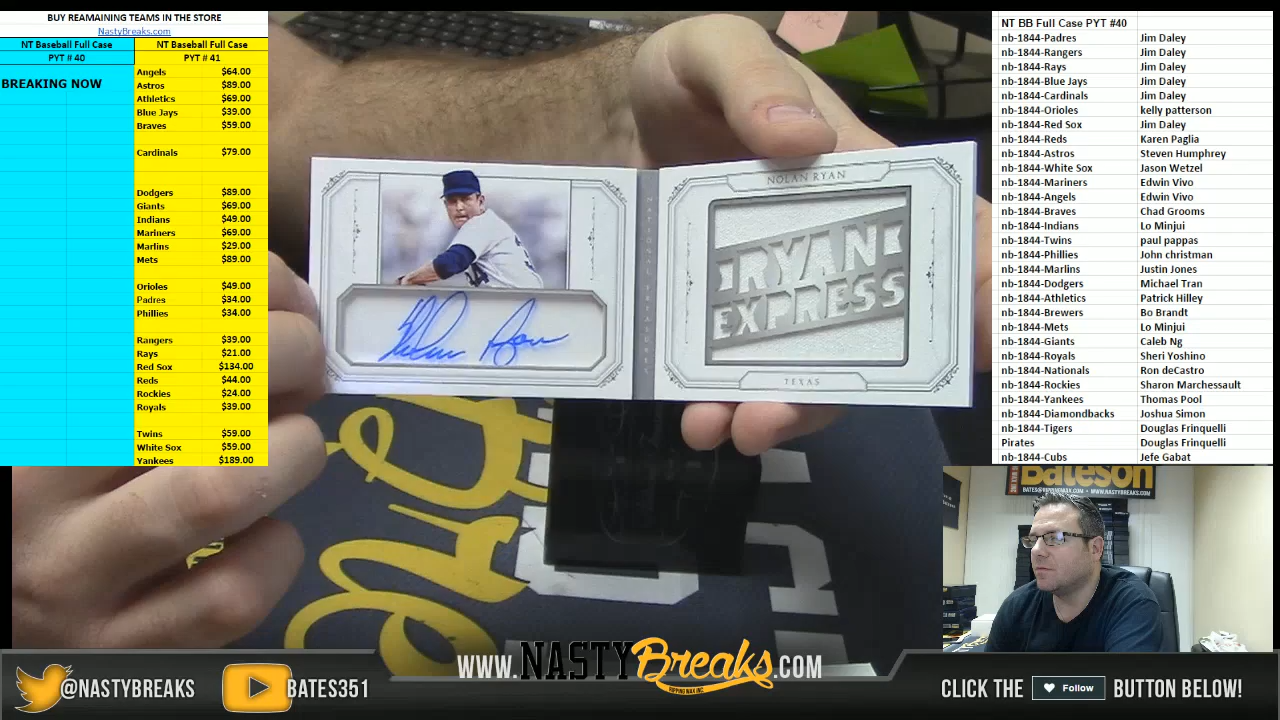 BUY REAMAINING TEAMS IN THE STORE
NastyBreaks.com
NT Baseball Full Case
PYT # 40
BREAKING NOW
NT Baseball Full Case
PYT # 41
Angels $64.00
Astros $89.00
Athletics $69.00
Blue Jays $39.00
Braves $59.00
Cardinals $79.00
Dodgers $89.00
Giants $69.00
Indians $49.00
Mariners $69.00
Marlins $29.00
Mets $89.00
Orioles $49.00
Padres $34.00
Phillies $34.00
Rangers $39.00
Rays $21.00
Red Sox $134.00
Reds $44.00
Rockies $24.00
Royals $39.00
Twins $59.00
White Sox $59.00
Yankees $189.00
Nolan Ryan
NATIONAL TREASURES
NOLAN RYAN
RYAN
EXPRESS
TEXAS
NT BB Full Case PYT #40
nb-1844-Padres Jim Daley
nb-1844-Rangers Jim Daley
nb-1844-Rays Jim Daley
nb-1844-Blue Jays Jim Daley
nb-1844-Cardinals Jim Daley
nb-1844-Orioles kelly patterson
nb-1844-Red Sox Jim Daley
nb-1844-Reds Karen Paglia
nb-1844-Astros Steven Humphrey
nb-1844-White Sox Jason Wetzel
nb-1844-Mariners Edwin Vivo
nb-1844-Angels Edwin Vivo
nb-1844-Braves Chad Grooms
nb-1844-Indians Lo Minjui
nb-1844-Twins paul pappas
nb-1844-Phillies John christman
nb-1844-Marlins Justin Jones
nb-1844-Dodgers Michael Tran
nb-1844-Athletics Patrick Hilley
nb-1844-Brewers Bo Brandt
nb-1844-Mets Lo Minjui
nb-1844-Giants Caleb Ng
nb-1844-Royals Sheri Yoshino
nb-1844-Nationals Ron deCastro
nb-1844-Rockies Sharon Marchessault
nb-1844-Yankees Thomas Pool
nb-1844-Diamondbacks Joshua Simon
nb-1844-Tigers Douglas Frinquelli
Pirates Douglas Frinquelli
nb-1844-Cubs Jefe Gabat
Bateson
@NASTYBREAKS
BATES351
WWW.NASTYBreaks.COM
RIPPING WAX INC
CLICK THE Follow BUTTON BELOW!